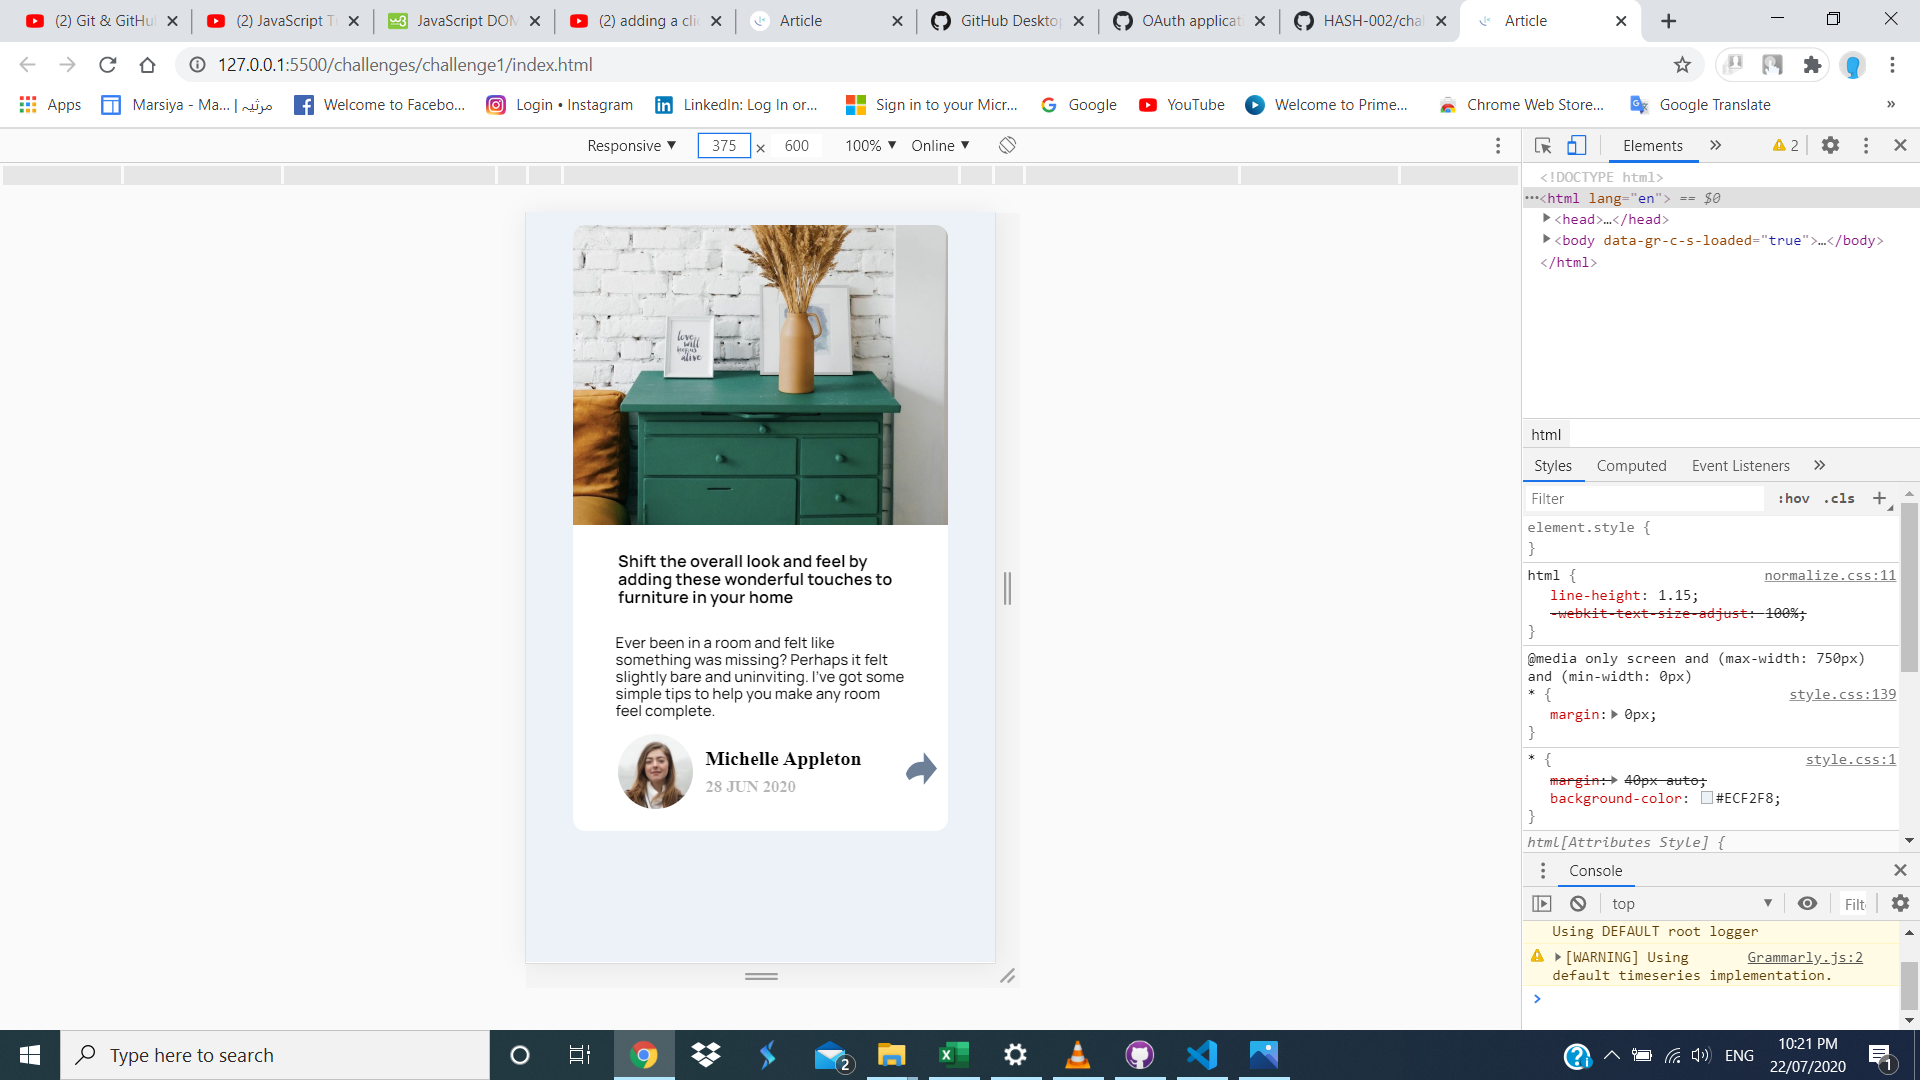 (2) Git & GitHu
(2) JavaScript T
JavaScript DOM
(2) adding a cli
Article
GitHub Desktop
OAuth applicati
HASH-002/chal
Article
127.0.0.1:5500/challenges/challenge1/index.html
Apps
Marsiya - Ma... | مرثیہ
Welcome to Facebo...
Login • Instagram
LinkedIn: Log In or...
Sign in to your Micr...
Google
YouTube
Welcome to Prime...
Chrome Web Store...
Google Translate
»
Responsive ▼
375 × 600
100% ▼
Online ▼
Elements
»
2
<!DOCTYPE html>
<html lang="en"> == $0
<head>…</head>
<body data-gr-c-s-loaded="true">…</body>
</html>
html
Styles
Computed
Event Listeners
»
Filter
:hov .cls +
element.style {
}
html {
normalize.css:11
line-height: 1.15;
-webkit-text-size-adjust: 100%;
}
@media only screen and (max-width: 750px)
and (min-width: 0px)
* {
style.css:139
margin: 0px;
}
* {
style.css:1
margin: 40px auto;
background-color: #ECF2F8;
}
html[Attributes Style] {
Console
top
Filt
Using DEFAULT root logger
[WARNING] Using
Grammarly.js:2
default timeseries implementation.
>
love
will
keep us
alive
Shift the overall look and feel by
adding these wonderful touches to
furniture in your home
Ever been in a room and felt like
something was missing? Perhaps it felt
slightly bare and uninviting. I've got some
simple tips to help you make any room
feel complete.
Michelle Appleton
28 JUN 2020
Type here to search
2
ENG
10:21 PM
22/07/2020
1